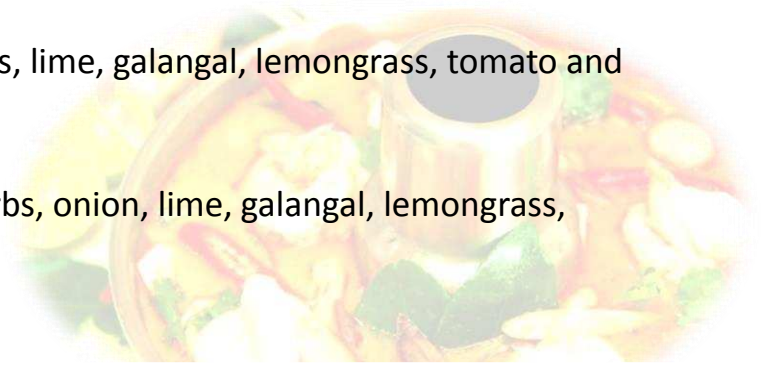 s, lime, galangal, lemongrass, tomato and
bs, onion, lime, galangal, lemongrass,